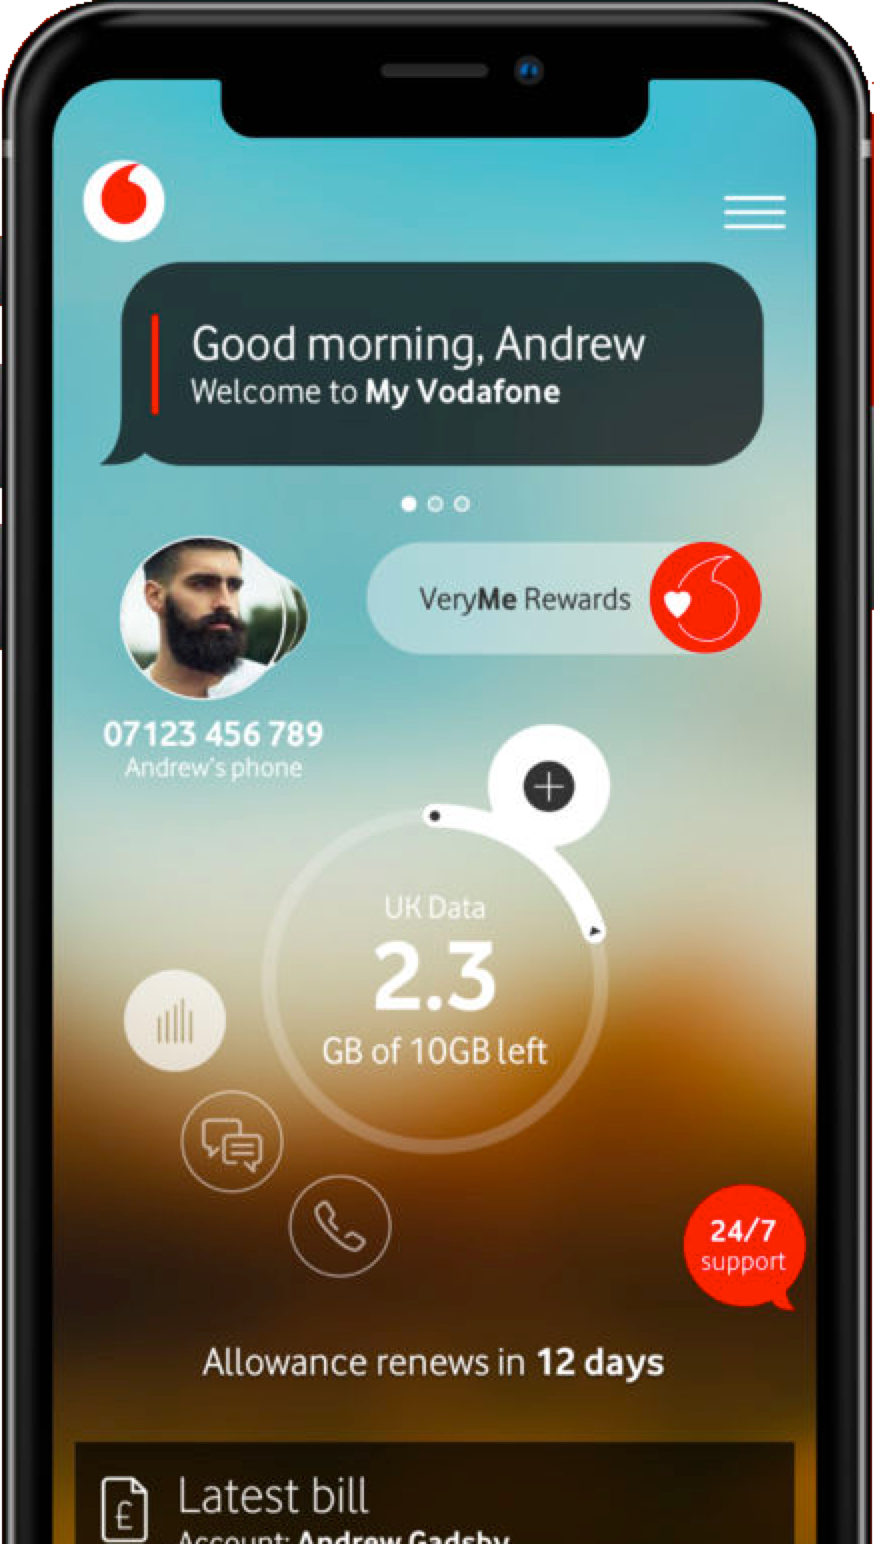 Good morning, Andrew
Welcome to My Vodafone
VeryMe Rewards
07123 456 789
Andrew's phone
UK Data
2.3
GB of 10GB left
24/7
support
Allowance renews in 12 days
£
Latest bill
Account: Andrew Gadsby